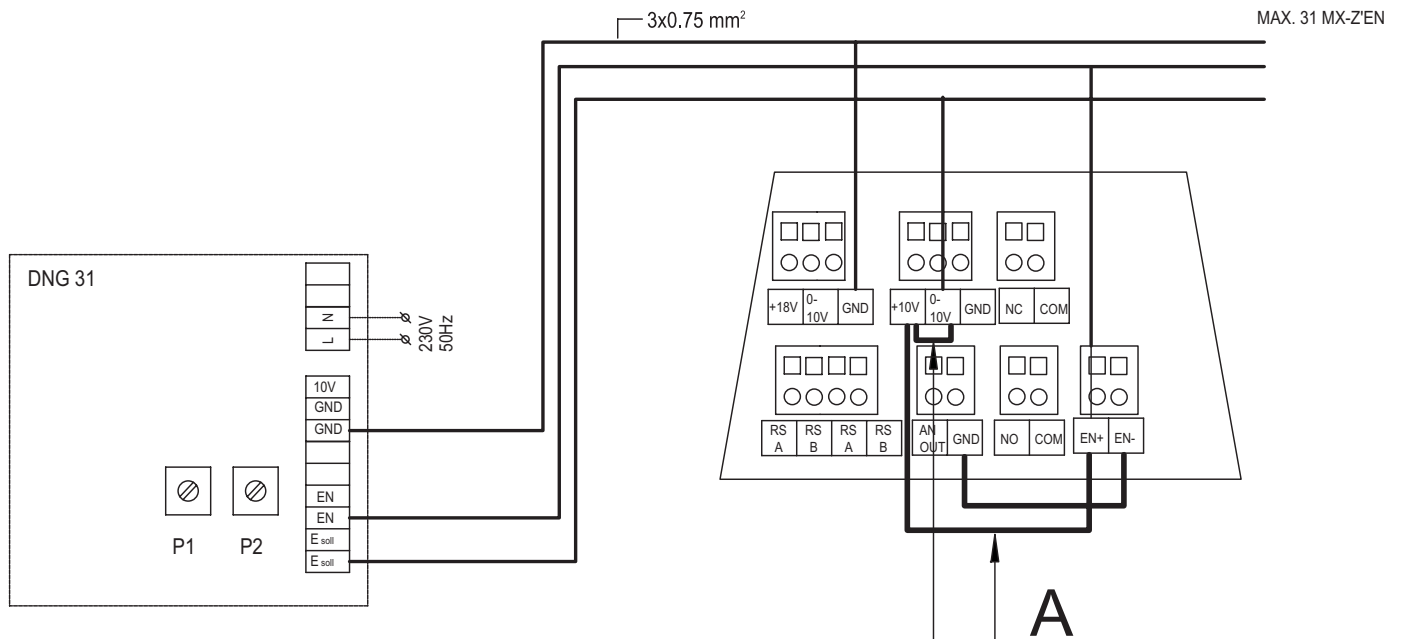 3x0.75 mm²
MAX. 31 MX-Z'EN
DNG 31
N
L
230V
50Hz
10V
GND
GND
EN
EN
E soll
E soll
P1
P2
+18V
0-
10V
GND
+10V
0-
10V
GND
NC
COM
RS
A
RS
B
RS
A
RS
B
AN
OUT
GND
NO
COM
EN+
EN-
A